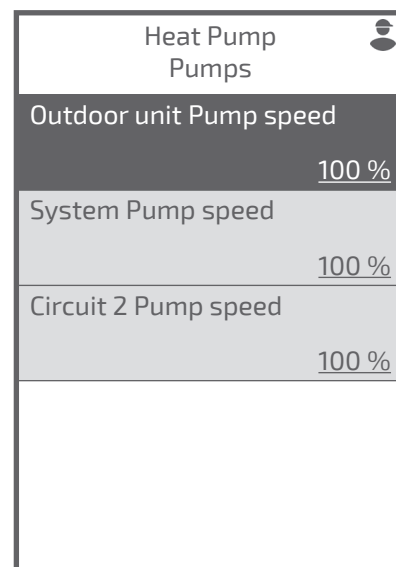 Heat Pump
Pumps
Outdoor unit Pump speed
100 %
System Pump speed
100 %
Circuit 2 Pump speed
100 %